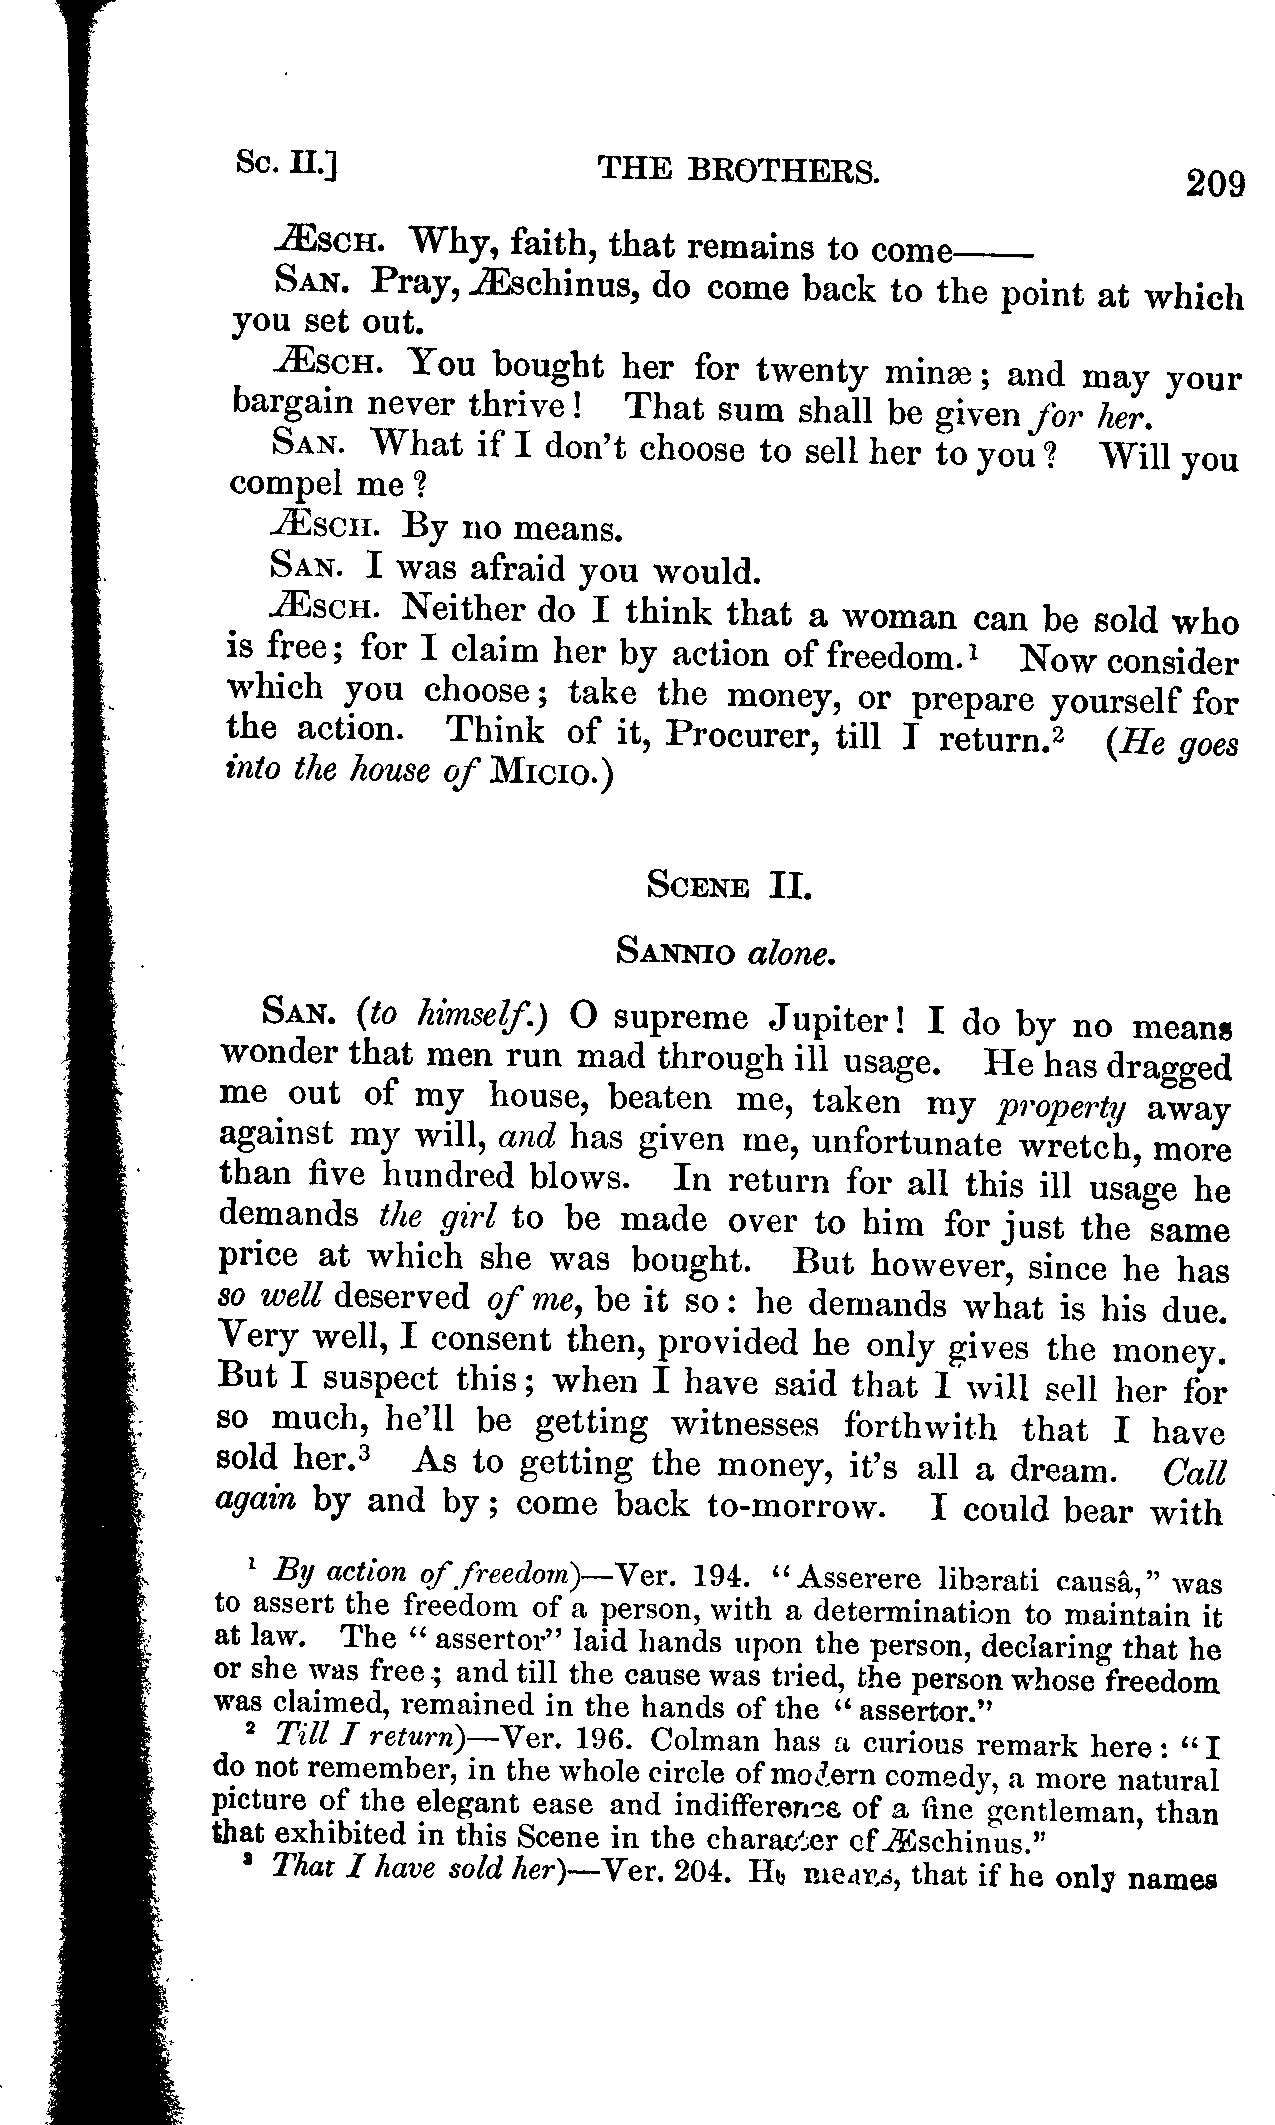 Sc. II.] THE BROTHERS. 209
Æsch. Why, faith, that remains to come——
San. Pray, Æschinus, do come back to the point at which
you set out.
Æsch. You bought her for twenty minæ; and may your
bargain never thrive! That sum shall be given for her.
San. What if I don't choose to sell her to you? Will you
compel me?
Æsch. By no means.
San. I was afraid you would.
Æsch. Neither do I think that a woman can be sold who
is free; for I claim her by action of freedom.¹ Now consider
which you choose; take the money, or prepare yourself for
the action. Think of it, Procurer, till I return.² (He goes
into the house of Micio.)
Scene II.
Sannio alone.
San. (to himself.) O supreme Jupiter! I do by no means
wonder that men run mad through ill usage. He has dragged
me out of my house, beaten me, taken my property away
against my will, and has given me, unfortunate wretch, more
than five hundred blows. In return for all this ill usage he
demands the girl to be made over to him for just the same
price at which she was bought. But however, since he has
so well deserved of me, be it so: he demands what is his due.
Very well, I consent then, provided he only gives the money.
But I suspect this; when I have said that I will sell her for
so much, he'll be getting witnesses forthwith that I have
sold her.³ As to getting the money, it's all a dream. Call
again by and by; come back to-morrow. I could bear with
¹ By action of freedom)—Ver. 194. "Asserere liberati causâ," was
to assert the freedom of a person, with a determination to maintain it
at law. The "assertor" laid hands upon the person, declaring that he
or she was free; and till the cause was tried, the person whose freedom
was claimed, remained in the hands of the "assertor."
² Till I return)—Ver. 196. Colman has a curious remark here: "I
do not remember, in the whole circle of modern comedy, a more natural
picture of the elegant ease and indifference of a fine gentleman, than
that exhibited in this Scene in the character of Æschinus."
³ That I have sold her)—Ver. 204. He means, that if he only names